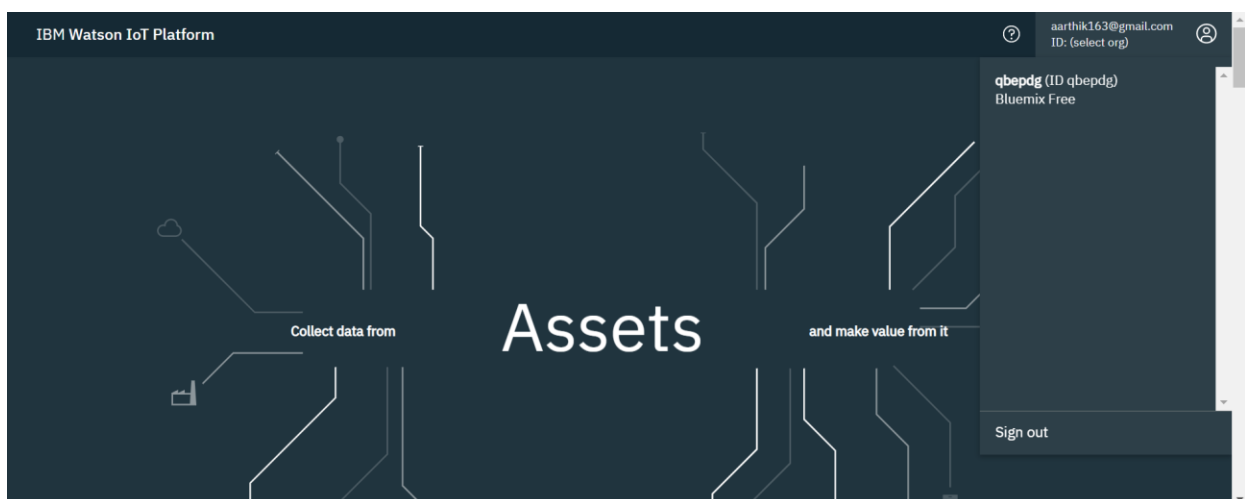 IBM Watson IoT Platform
aarthik163@gmail.com
ID: (select org)
qbepdg (ID qbepdg)
Bluemix Free
Collect data from
Assets
and make value from it
Sign out